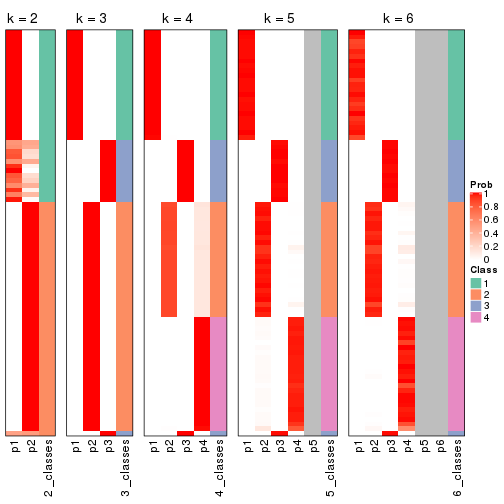 k = 2 k = 3 k = 4 k = 5 k = 6
Prob
1
0.8
0.6
0.4
0.2
0
Class
1
2
3
4
p1 p2 2_classes p1 p2 p3 3_classes p1 p2 p3 p4 4_classes p1 p2 p3 p4 p5 5_classes p1 p2 p3 p4 p5 p6 6_classes